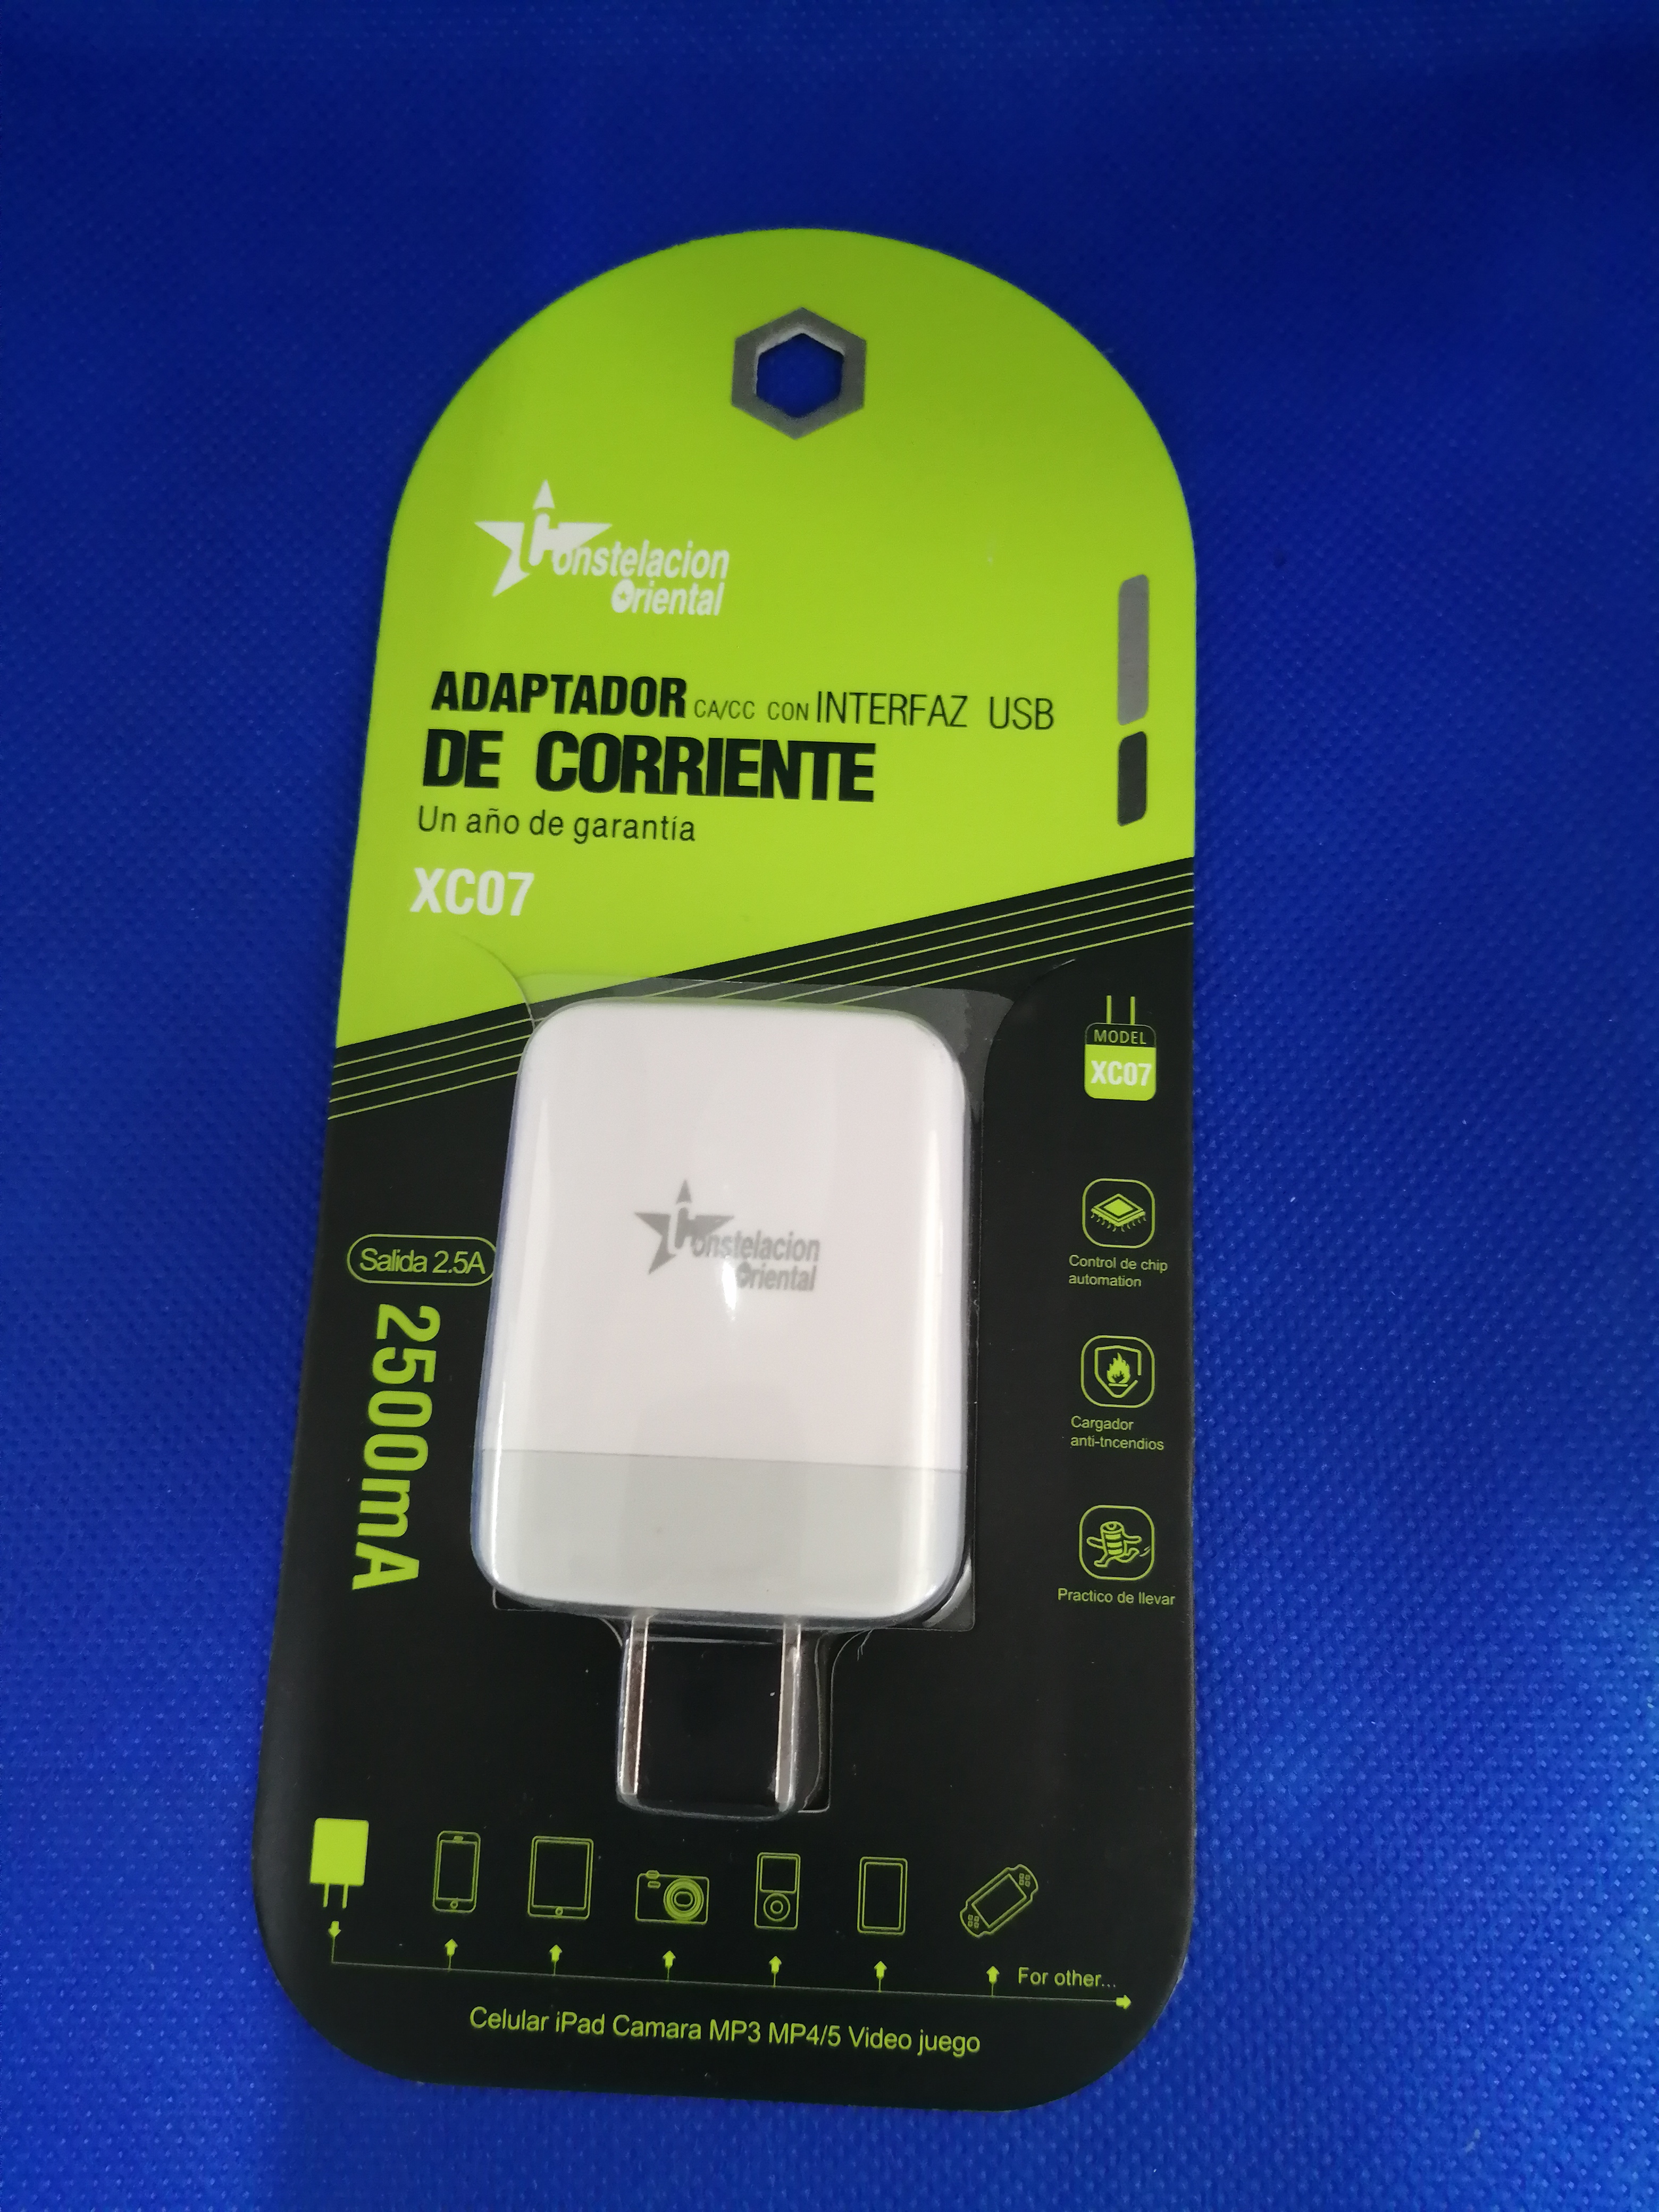 Constelacion
Oriental
ADAPTADOR CA/CC CON INTERFAZ USB
DE CORRIENTE
Un año de garantía
XC07
MODEL
XC07
Constelacion
Oriental
Salida 2.5A
2500mA
Control de chip
automation
Cargador
anti-tncendios
Practico de llevar
For other...
Celular iPad Camara MP3 MP4/5 Video juego